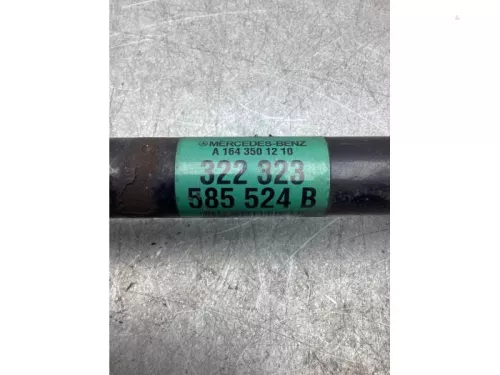 MERCEDES-BENZ
A 164 350 12 10
322 323
585 524 B